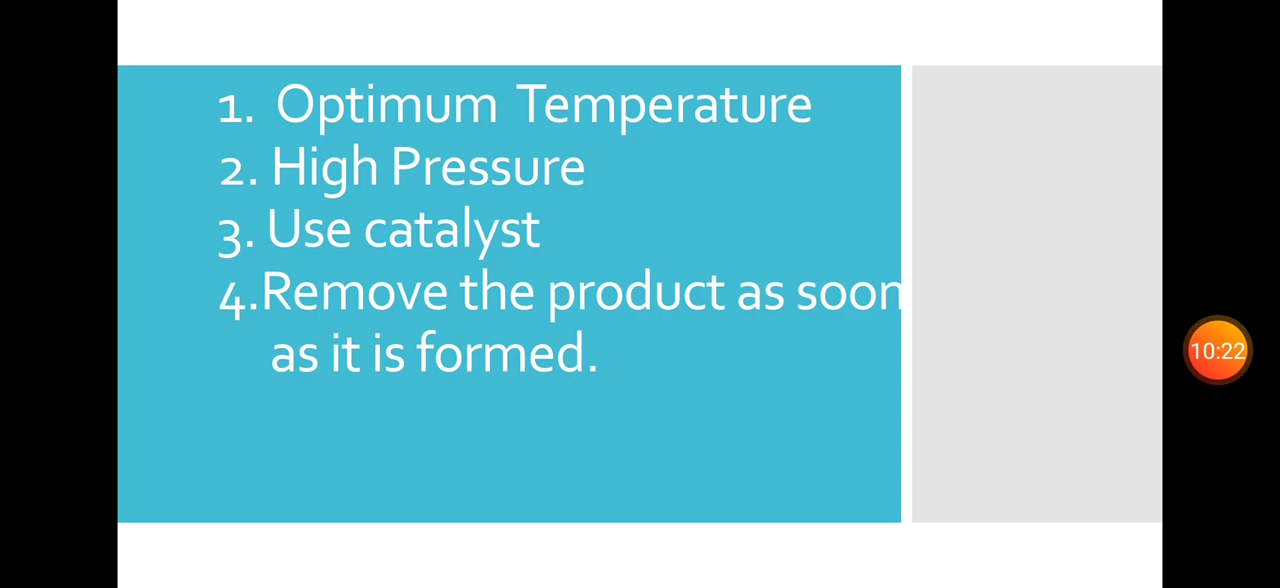 1. Optimum Temperature
2. High Pressure
3. Use catalyst
4.Remove the product as soon
as it is formed.
10:22